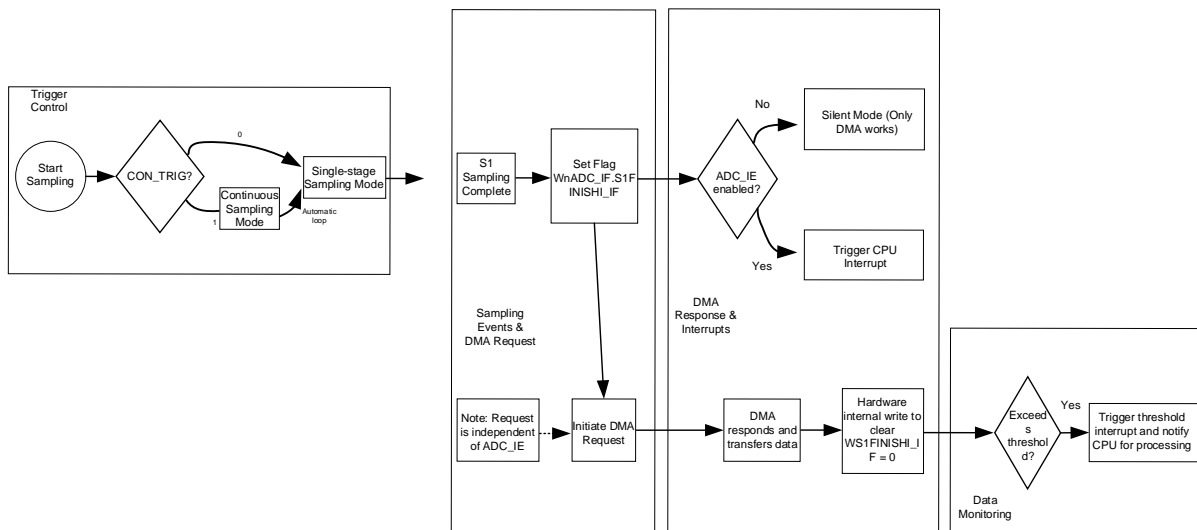 Trigger
Control
Start
Sampling
CON_TRIG?
0
1
Continuous
Sampling
Mode
Automatic
loop
Single-stage
Sampling Mode
S1
Sampling
Complete
Set Flag
WnADC_IF.S1F
INISHI_IF
Sampling
Events &
DMA Request
Note: Request
is independent
of ADC_IE
Initiate DMA
Request
ADC_IE
enabled?
No
Silent Mode (Only
DMA works)
Yes
Trigger CPU
Interrupt
DMA
Response &
Interrupts
DMA
responds and
transfers data
Hardware
internal write to
clear
WS1FINISHI_I
F = 0
Exceed
s
threshol
d?
Yes
Trigger threshold
interrupt and notify
CPU for processing
Data
Monitoring